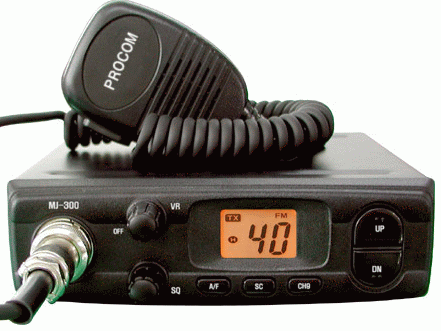 PROCOM
MJ-300
VR
OFF
TX
FM
H
40
UP
DN
SQ
A/F
SC
CH9